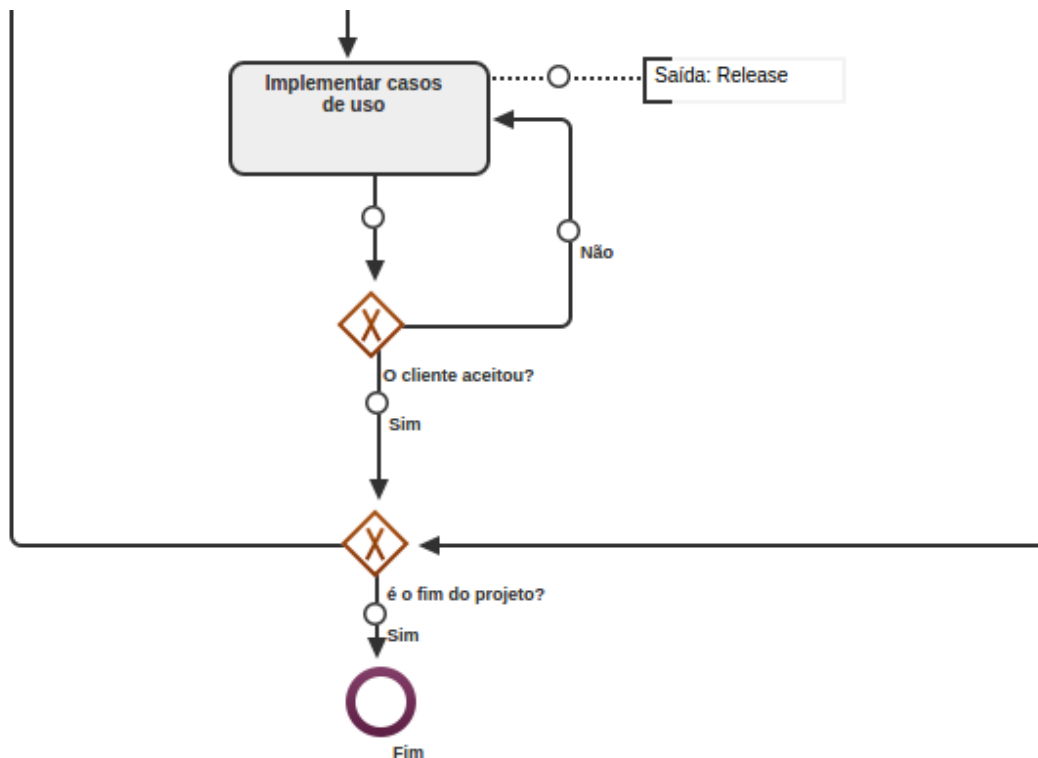 Implementar casos
de uso
Saída: Release
Não
O cliente aceitou?
Sim
é o fim do projeto?
Sim
Fim